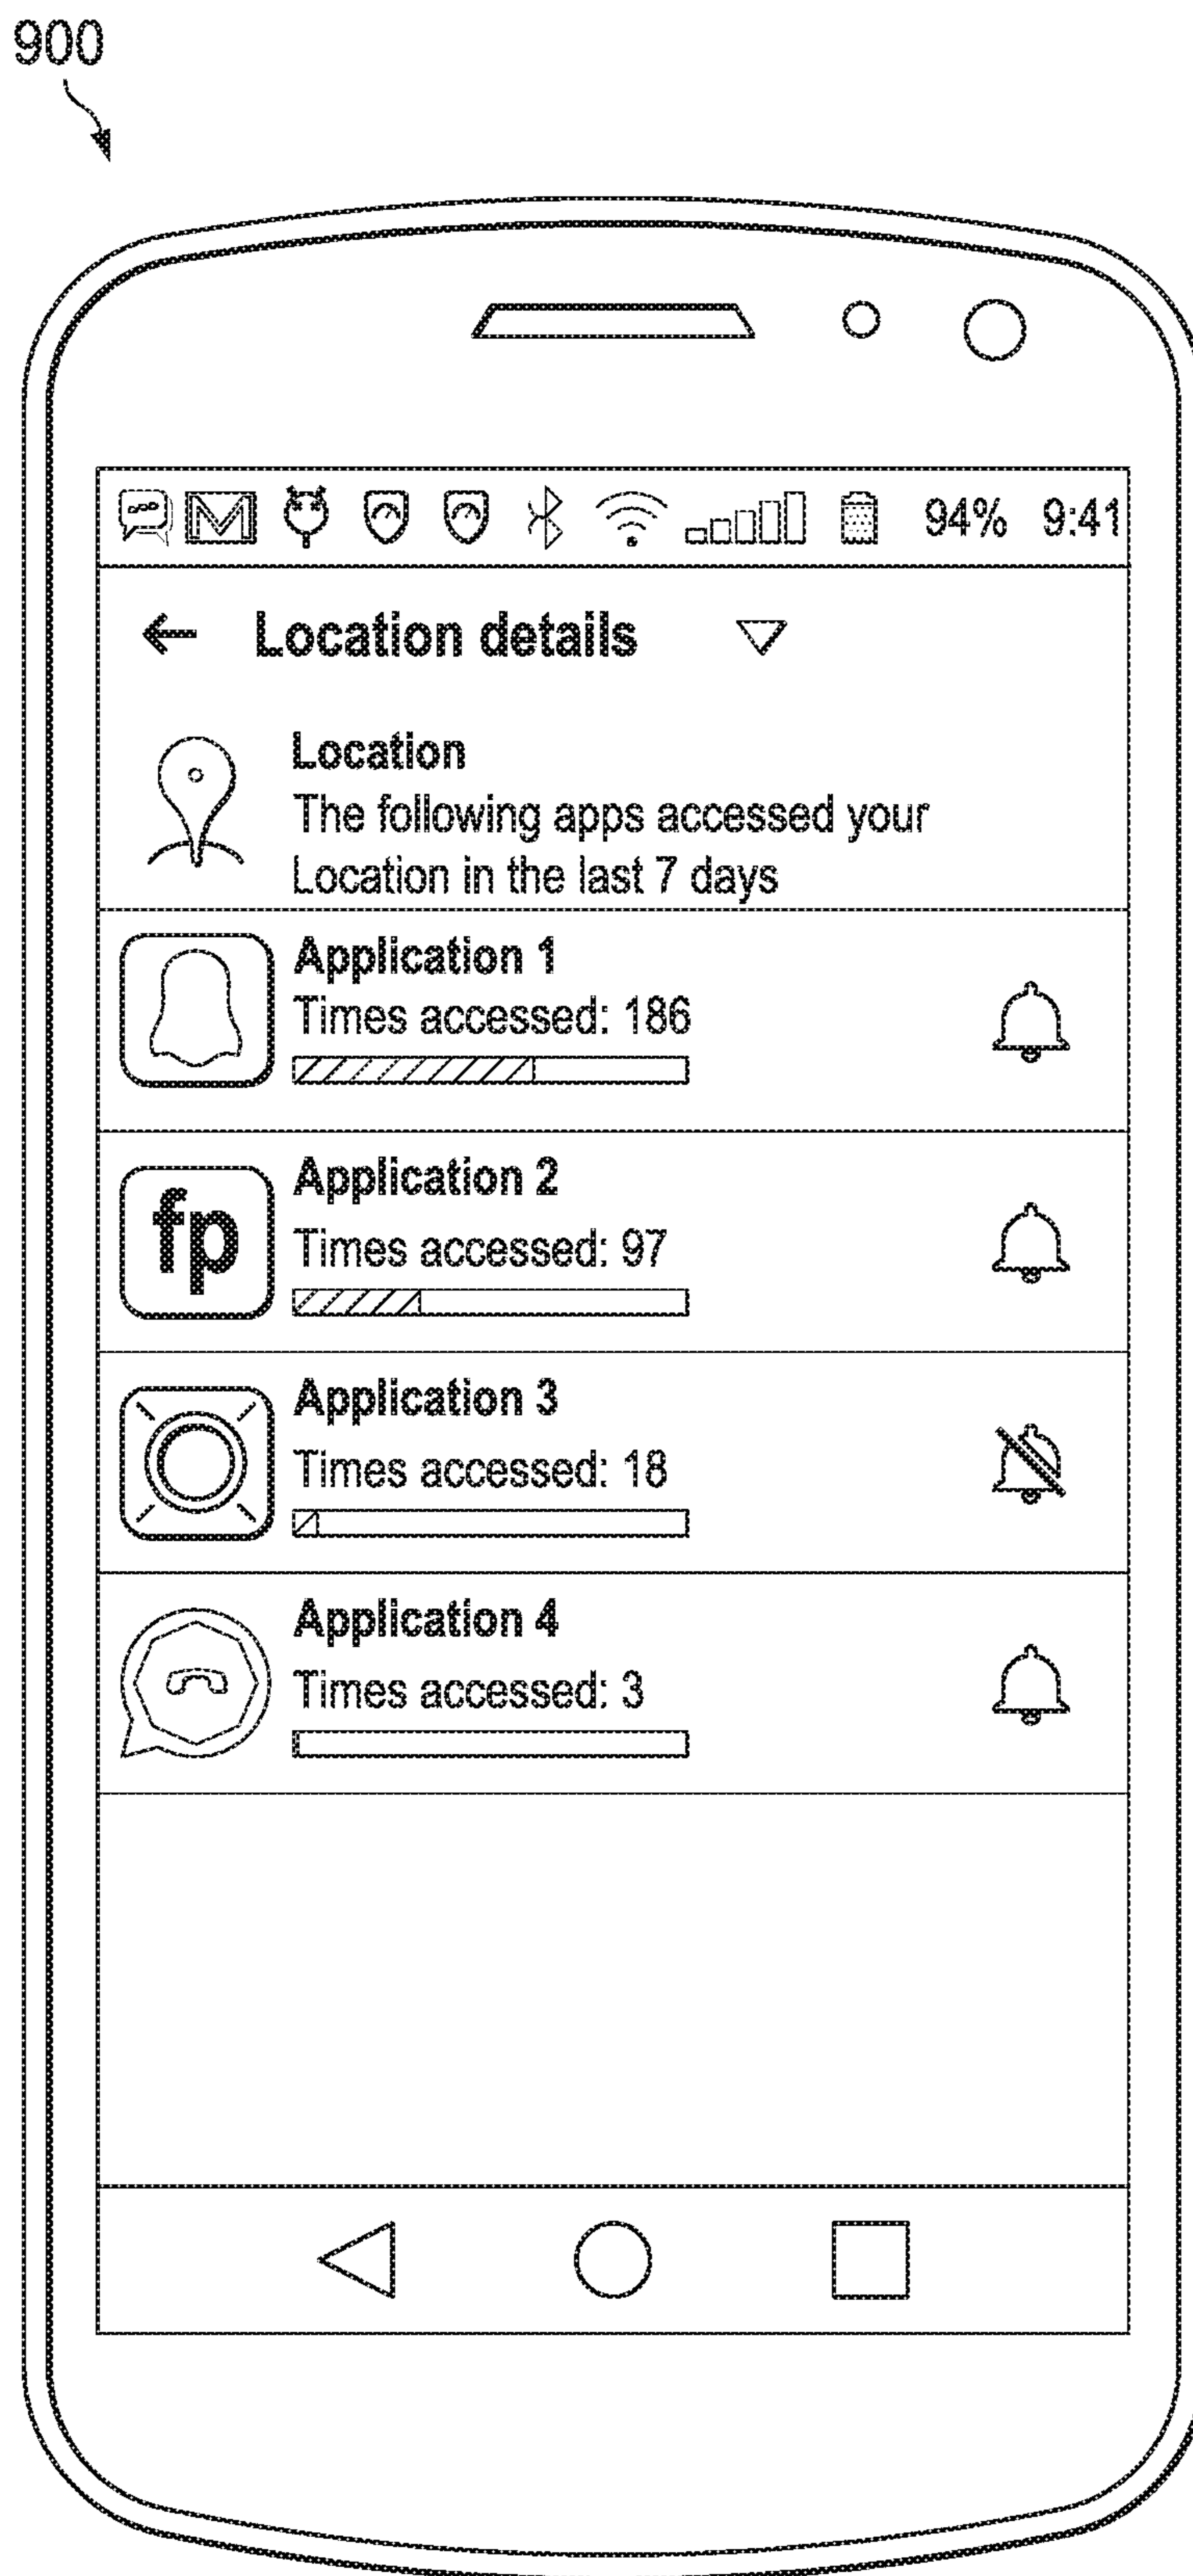 900
94% 9:41
Location details
Location
The following apps accessed your
Location in the last 7 days
Application 1
Times accessed: 186
fp
Application 2
Times accessed: 97
Application 3
Times accessed: 18
Application 4
Times accessed: 3